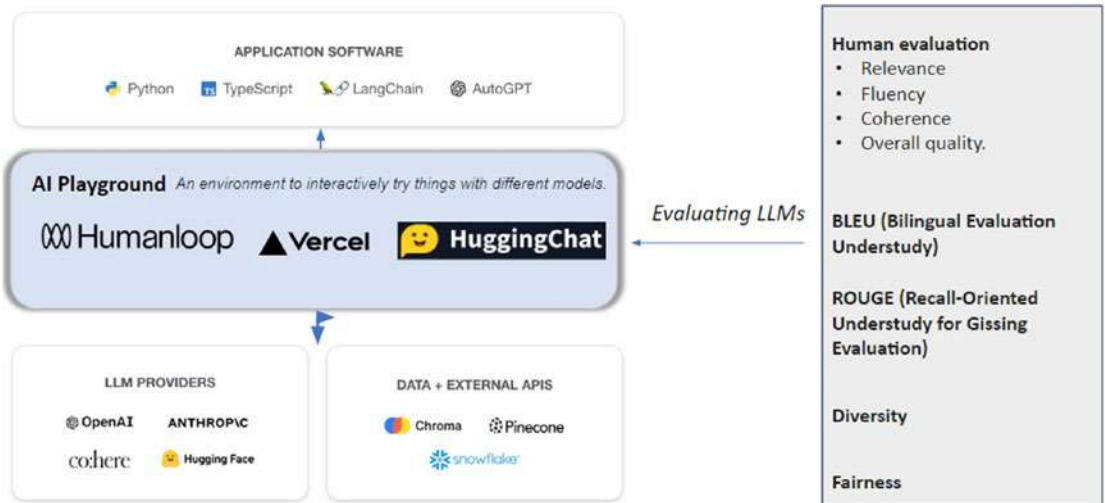 APPLICATION SOFTWARE
Python
TypeScript
LangChain
AutoGPT
AI Playground An environment to interactively try things with different models.
Humanloop
Vercel
HuggingChat
LLM PROVIDERS
OpenAI
ANTHROP\C
co:here
Hugging Face
DATA + EXTERNAL APIS
Chroma
Pinecone
snowflake
Evaluating LLMs
Human evaluation
• Relevance
• Fluency
• Coherence
• Overall quality.
BLEU (Bilingual Evaluation
Understudy)
ROUGE (Recall-Oriented
Understudy for Gissing
Evaluation)
Diversity
Fairness